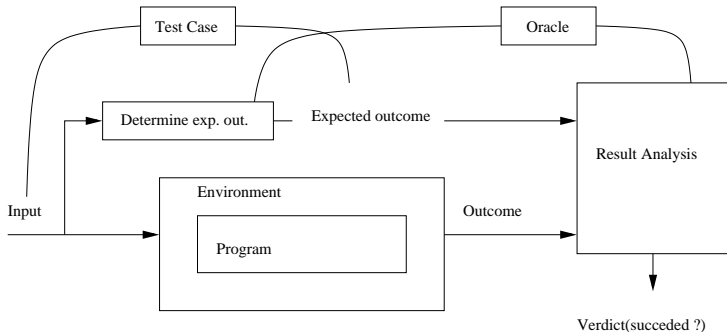 Test Case
Oracle
Determine exp. out.
Expected outcome
Result Analysis
Environment
Input
Outcome
Program
Verdict(succeded ?)